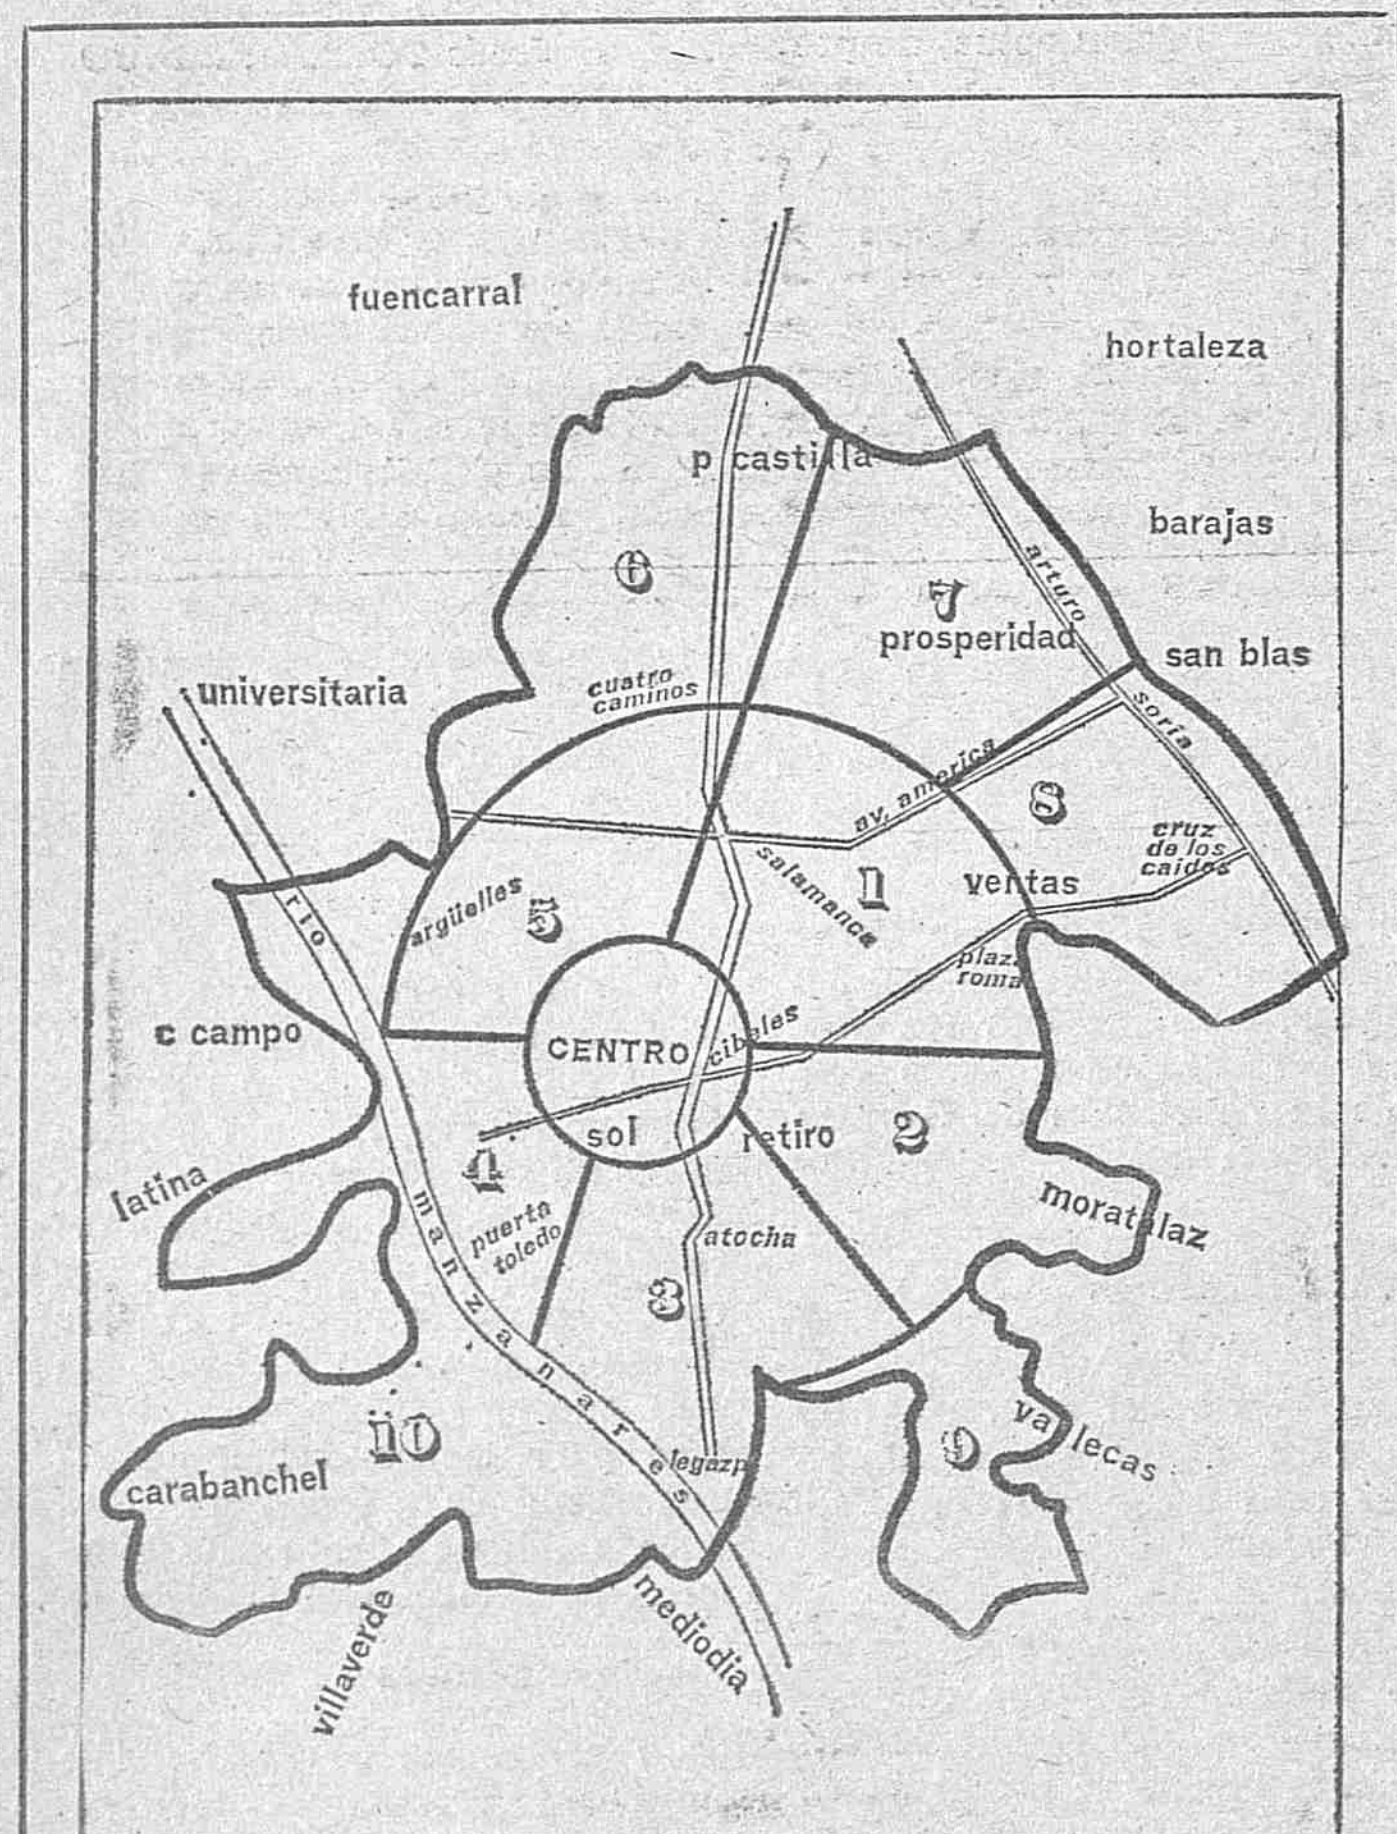 fuencarral
hortaleza
p castilla
barajas
6
7
arturo
prosperidad
san blas
universitaria
cuatro
caminos
soria
av. america
8
cruz
de los
caidos
salamanca
1
ventas
argüelles
5
rio
plaza
roma
c campo
CENTRO
cibeles
sol
retiro
2
4
latina
manzanares
puerta
toledo
atocha
moratalaz
3
10
vallecas
9
legazpi
carabanchel
mediodia
villaverde